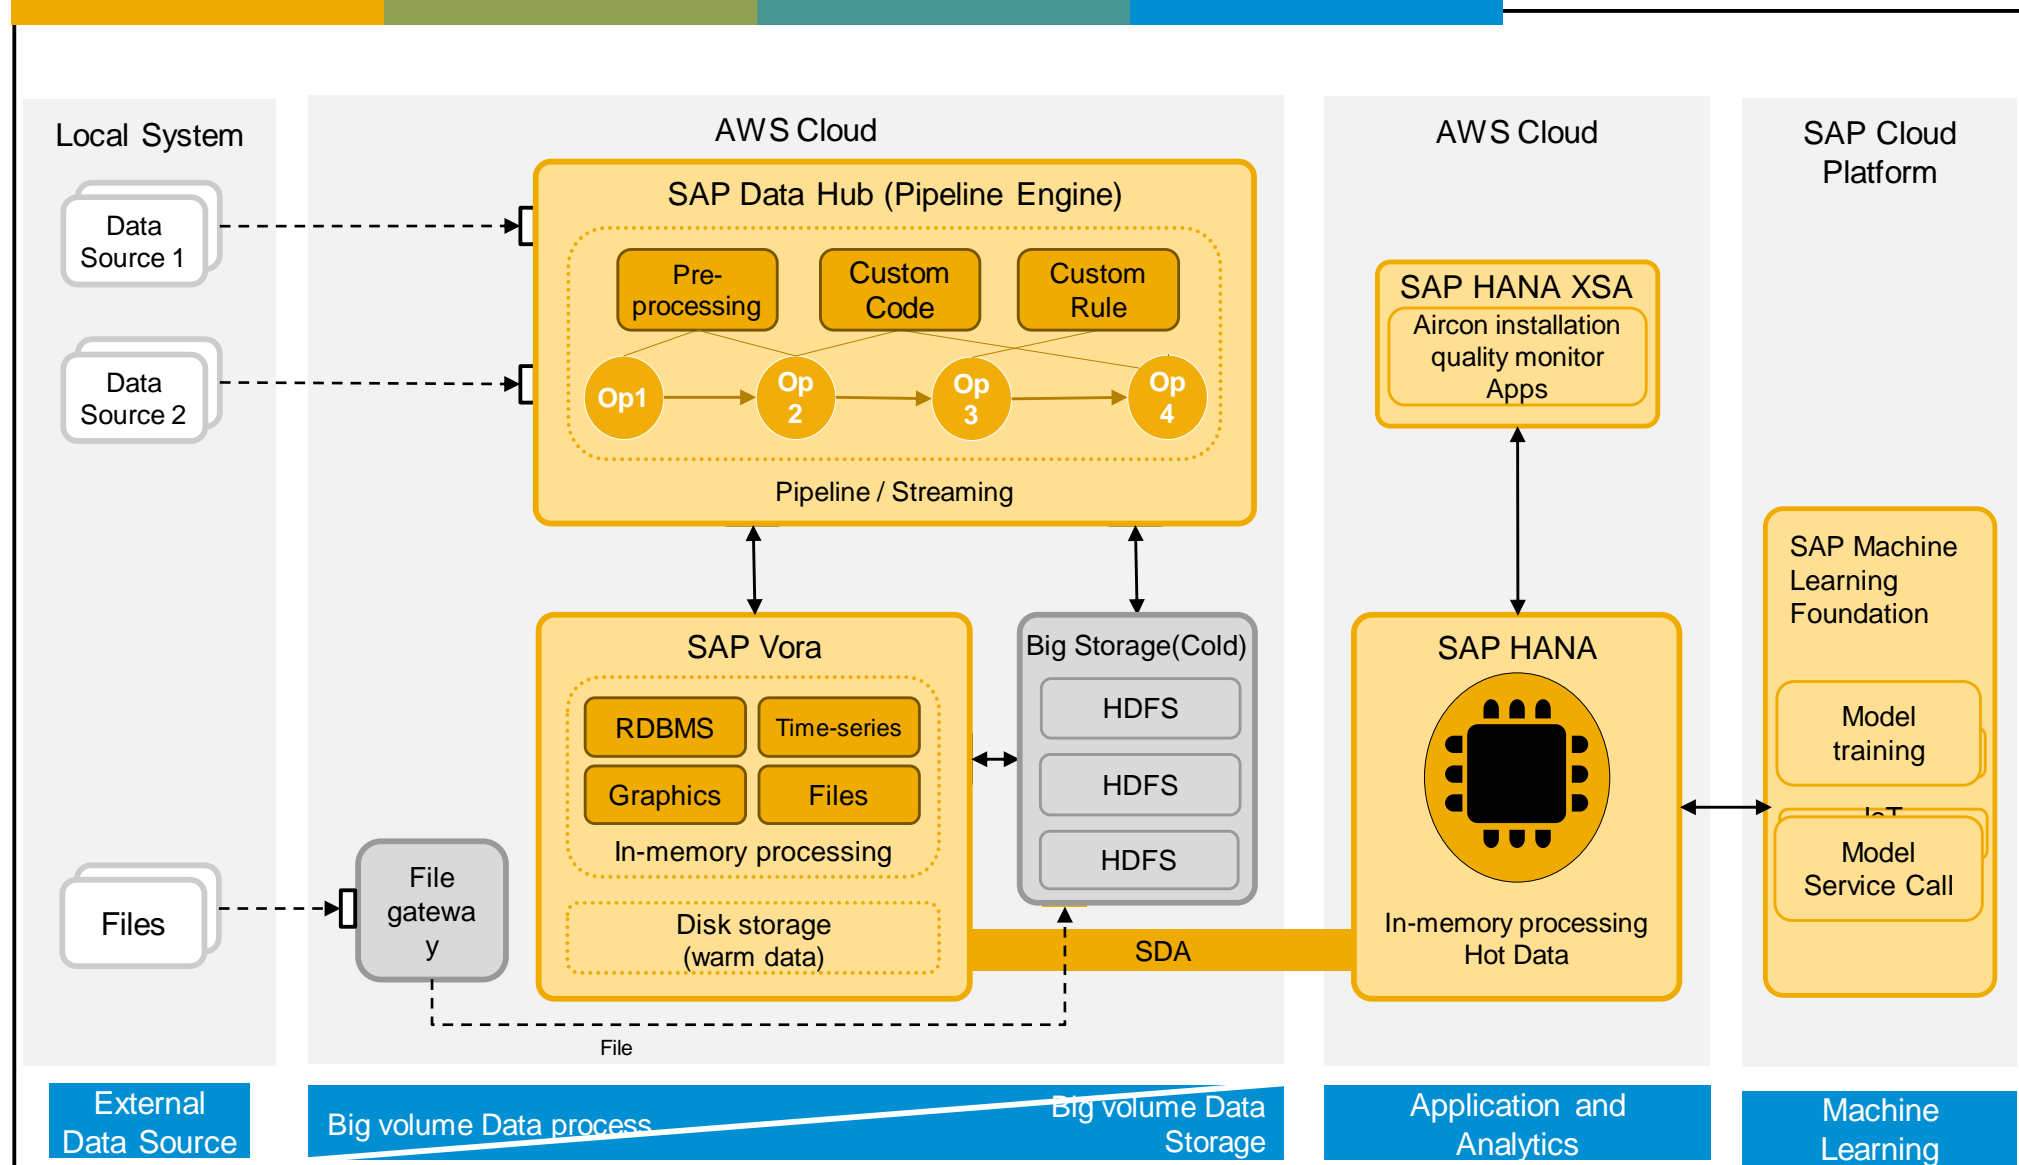 Local System
Data
Source 1
Data
Source 2
Files
AWS Cloud
SAP Data Hub (Pipeline Engine)
Pre-
processing
Custom
Code
Custom
Rule
Op1
Op
2
Op
3
Op
4
Pipeline / Streaming
SAP Vora
RDBMS
Time-series
Graphics
Files
In-memory processing
Disk storage
(warm data)
Big Storage(Cold)
HDFS
HDFS
HDFS
File
gatewa
y
File
SDA
AWS Cloud
SAP HANA XSA
Aircon installation
quality monitor
Apps
SAP HANA
In-memory processing
Hot Data
SAP Cloud
Platform
SAP Machine
Learning
Foundation
Model
training
IoT
Model
Service Call
External
Data Source
Big volume Data process
Big volume Data
Storage
Application and
Analytics
Machine
Learning